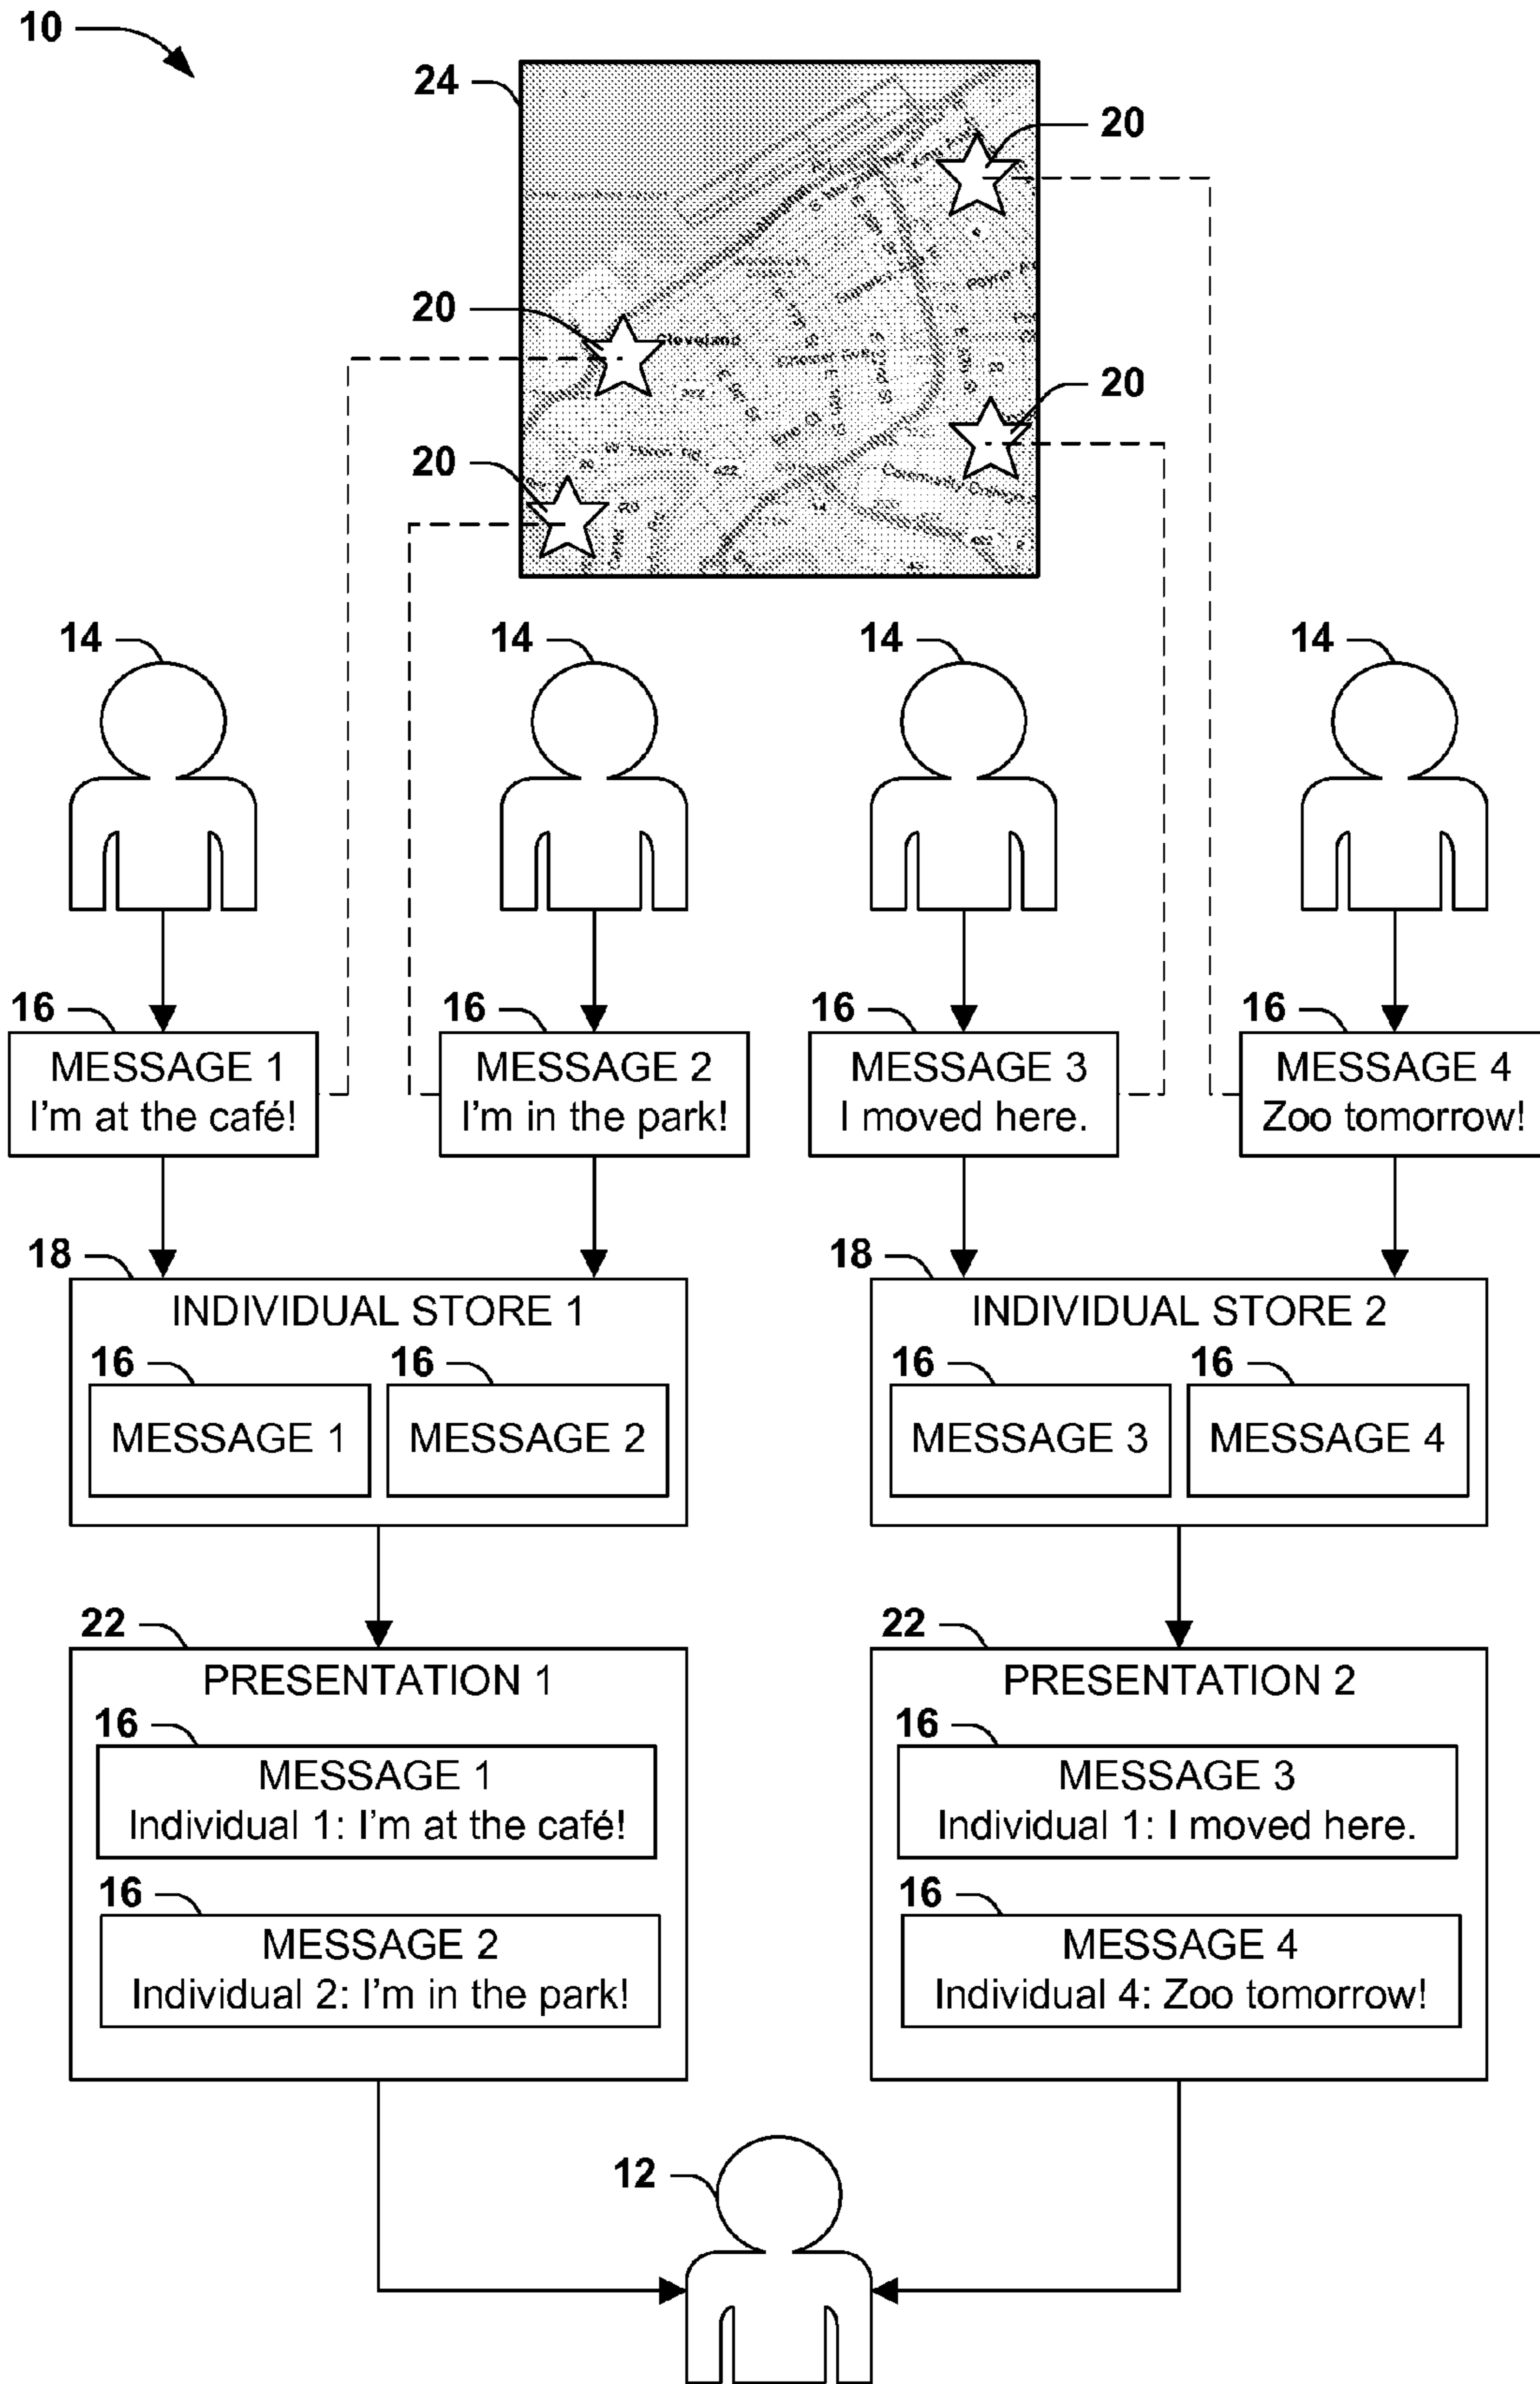 10
24
20
20
Cleveland
20
20
14 14 14 14
16 16 16 16
MESSAGE 1 MESSAGE 2 MESSAGE 3 MESSAGE 4
I'm at the café! I'm in the park! I moved here. Zoo tomorrow!
18 18
INDIVIDUAL STORE 1 INDIVIDUAL STORE 2
16 16 16 16
MESSAGE 1 MESSAGE 2 MESSAGE 3 MESSAGE 4
22 22
PRESENTATION 1 PRESENTATION 2
16 16
MESSAGE 1 MESSAGE 3
Individual 1: I'm at the café! Individual 1: I moved here.
16 16
MESSAGE 2 MESSAGE 4
Individual 2: I'm in the park! Individual 4: Zoo tomorrow!
12